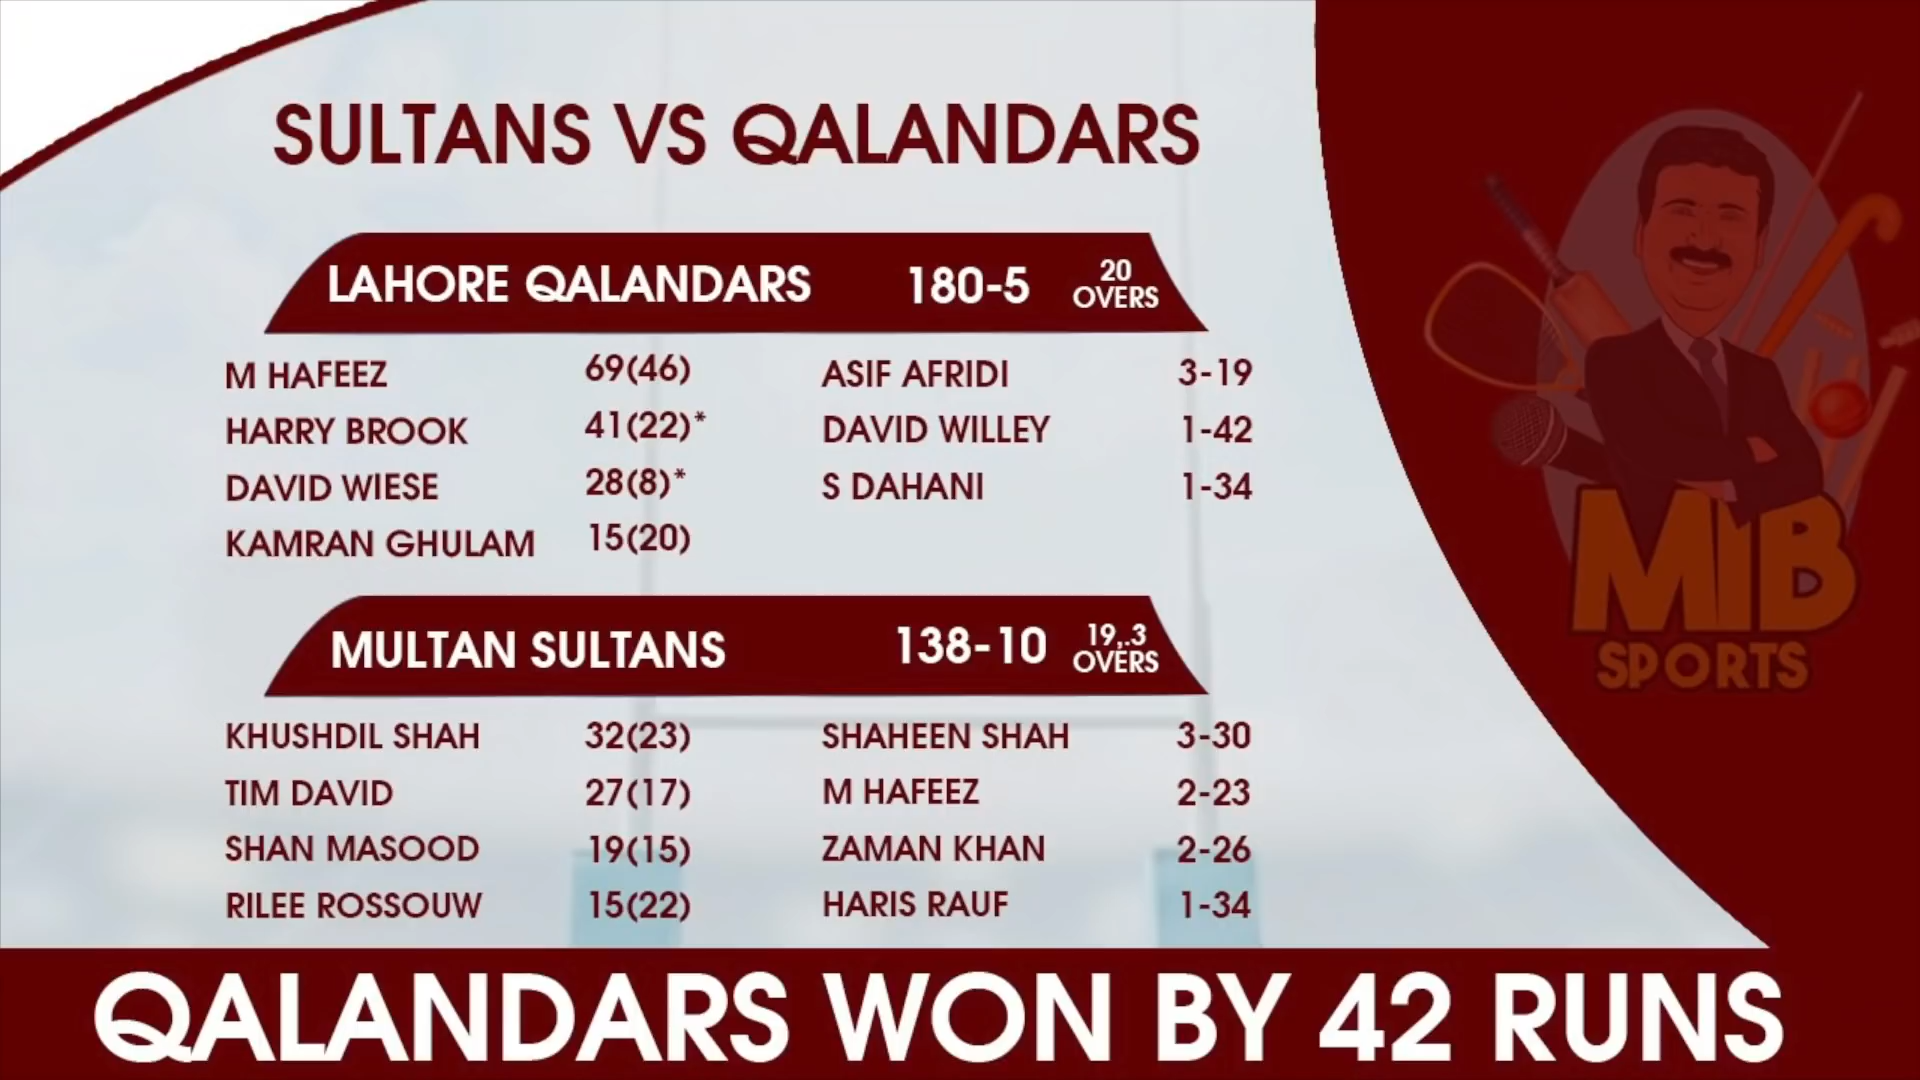 SULTANS VS QALANDARS
LAHORE QALANDARS 180-5 20 OVERS
M HAFEEZ 69(46) ASIF AFRIDI 3-19
HARRY BROOK 41(22)* DAVID WILLEY 1-42
DAVID WIESE 28(8)* S DAHANI 1-34
KAMRAN GHULAM 15(20)
MULTAN SULTANS 138-10 19,.3 OVERS
KHUSHDIL SHAH 32(23) SHAHEEN SHAH 3-30
TIM DAVID 27(17) M HAFEEZ 2-23
SHAN MASOOD 19(15) ZAMAN KHAN 2-26
RILEE ROSSOUW 15(22) HARIS RAUF 1-34
MIB
SPORTS
QALANDARS WON BY 42 RUNS